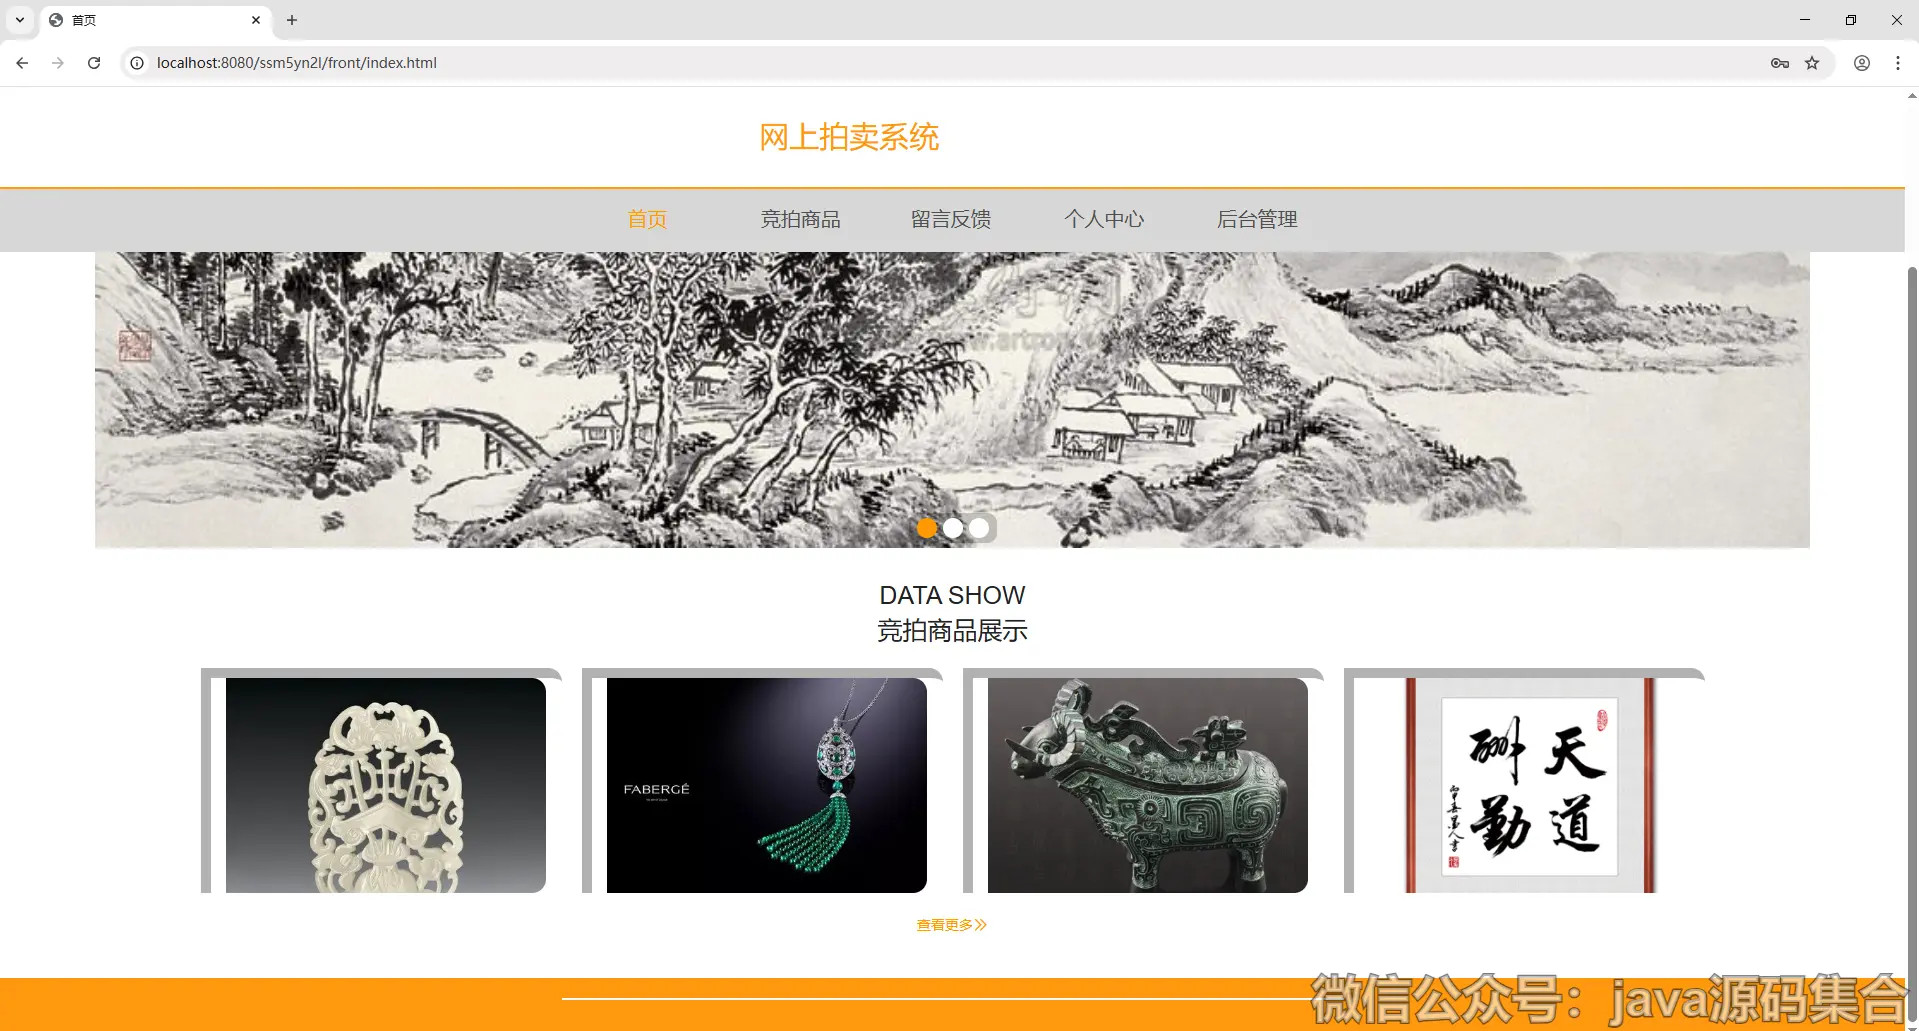 首页
localhost:8080/ssm5yn2l/front/index.html
网上拍卖系统
首页
竞拍商品
留言反馈
个人中心
后台管理
DATA SHOW
竞拍商品展示
FABERGÉ
天道
酬勤
查看更多
微信公众号：java源码集合